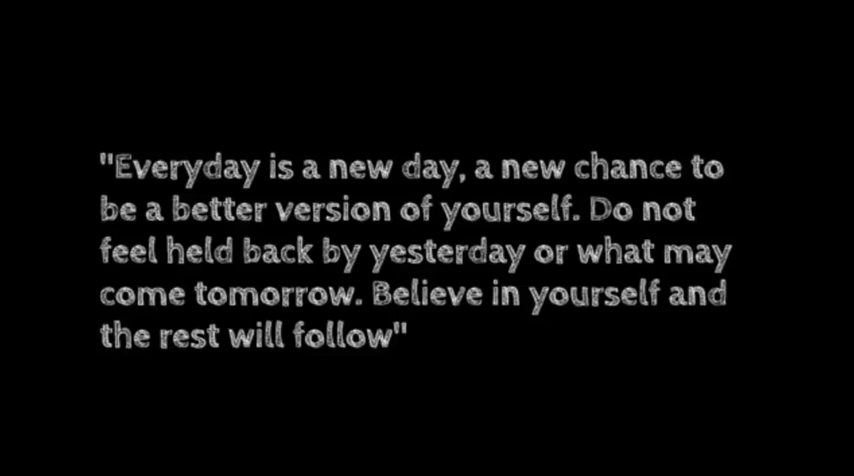 "Everyday is a new day, a new chance to
be a better version of yourself. Do not
feel held back by yesterday or what may
come tomorrow. Believe in yourself and
the rest will follow"